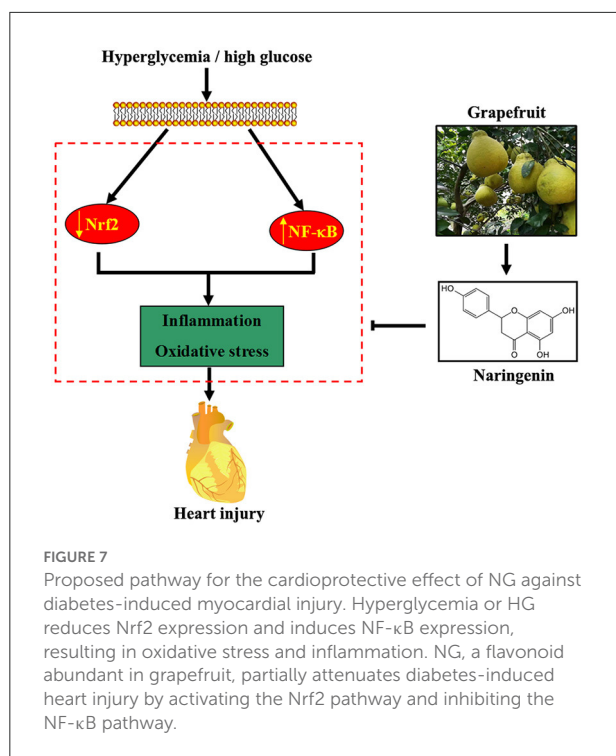 Hyperglycemia / high glucose
Grapefruit
↓Nrf2
↑NF-κB
Inflammation
Oxidative stress
HO
O
OH
O
OH
Naringenin
Heart injury
FIGURE 7
Proposed pathway for the cardioprotective effect of NG against
diabetes-induced myocardial injury. Hyperglycemia or HG
reduces Nrf2 expression and induces NF-κB expression,
resulting in oxidative stress and inflammation. NG, a flavonoid
abundant in grapefruit, partially attenuates diabetes-induced
heart injury by activating the Nrf2 pathway and inhibiting the
NF-κB pathway.